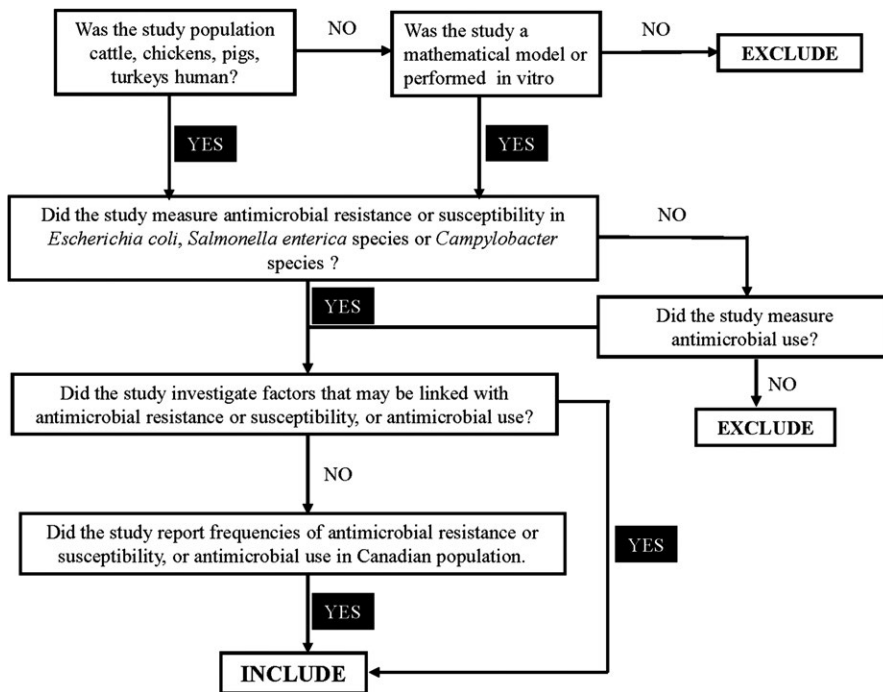 Was the study population
cattle, chickens, pigs,
turkeys human?
NO
Was the study a
mathematical model or
performed in vitro
NO
EXCLUDE
YES
YES
Did the study measure antimicrobial resistance or susceptibility in
Escherichia coli, Salmonella enterica species or Campylobacter
species ?
NO
YES
Did the study measure
antimicrobial use?
NO
EXCLUDE
Did the study investigate factors that may be linked with
antimicrobial resistance or susceptibility, or antimicrobial use?
NO
YES
Did the study report frequencies of antimicrobial resistance or
susceptibility, or antimicrobial use in Canadian population.
YES
INCLUDE